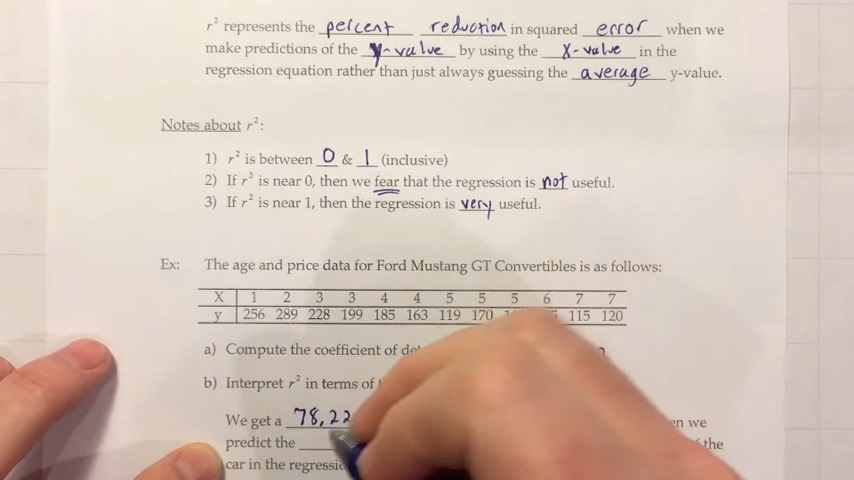 r² represents the percent reduction in squared error when we
make predictions of the y-value by using the x-value in the
regression equation rather than just always guessing the average y-value.
Notes about r²:
1) r² is between 0 & 1 (inclusive)
2) If r² is near 0, then we fear that the regression is not useful.
3) If r² is near 1, then the regression is very useful.
Ex: The age and price data for Ford Mustang GT Convertibles is as follows:
X 1 2 3 3 4 4 5 5 5 6 7 7
y 256 289 228 199 185 163 119 170 115 120
a) Compute the coefficient of
b) Interpret r² in terms of
We get a 78,22 we
predict the the
car in the